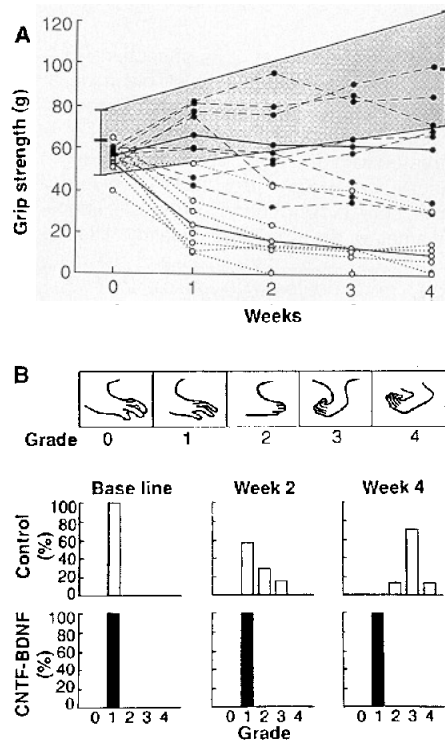 A
Grip strength (g)
120
100
80
60
40
20
0
0 1 2 3 4
Weeks
B
Grade 0 1 2 3 4
Base line Week 2 Week 4
Control (%)
100
80
60
40
20
0
CNTF-BDNF (%)
100
80
60
40
20
0
0 1 2 3 4 0 1 2 3 4 0 1 2 3 4
Grade